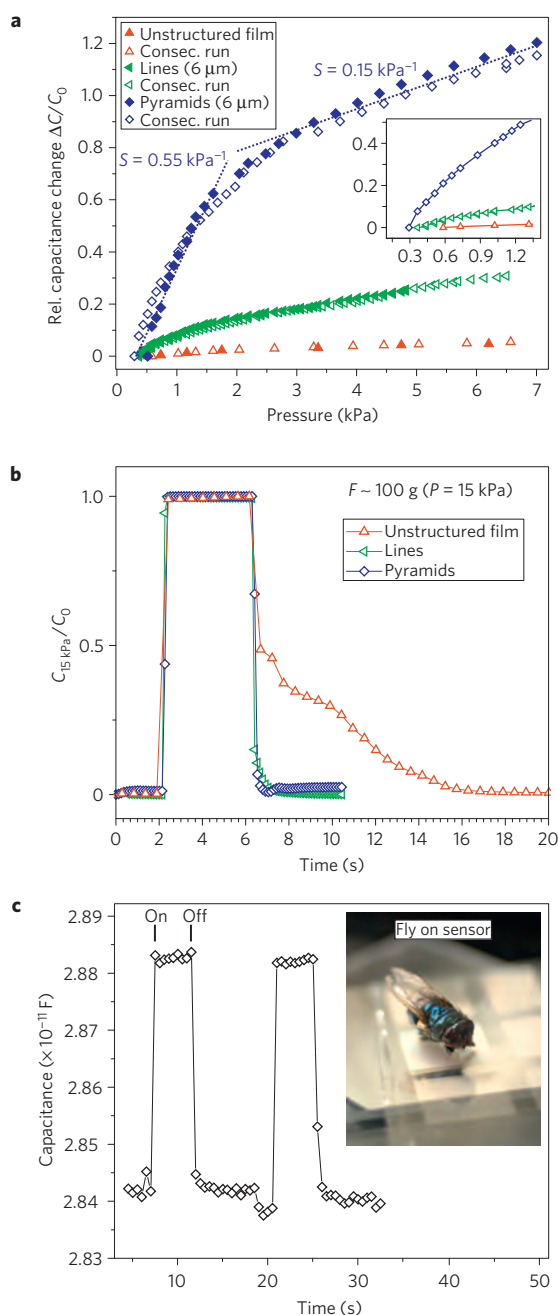 a
Unstructured film
Consec. run
Lines (6 μm)
Consec. run
Pyramids (6 μm)
Consec. run
S = 0.15 kPa⁻¹
S = 0.55 kPa⁻¹
Rel. capacitance change ΔC/C₀
1.2
1.0
0.8
0.6
0.4
0.2
0
0.4
0.2
0
0.3 0.6 0.9 1.2
0 1 2 3 4 5 6 7
Pressure (kPa)
b
F ~ 100 g (P = 15 kPa)
Unstructured film
Lines
Pyramids
C₁₅ ₖPₐ/C₀
1.0
0.5
0
0 2 4 6 8 10 12 14 16 18 20
Time (s)
c
On Off
Fly on sensor
Capacitance (× 10⁻¹¹ F)
2.89
2.88
2.87
2.86
2.85
2.84
2.83
10 20 30 40 50
Time (s)